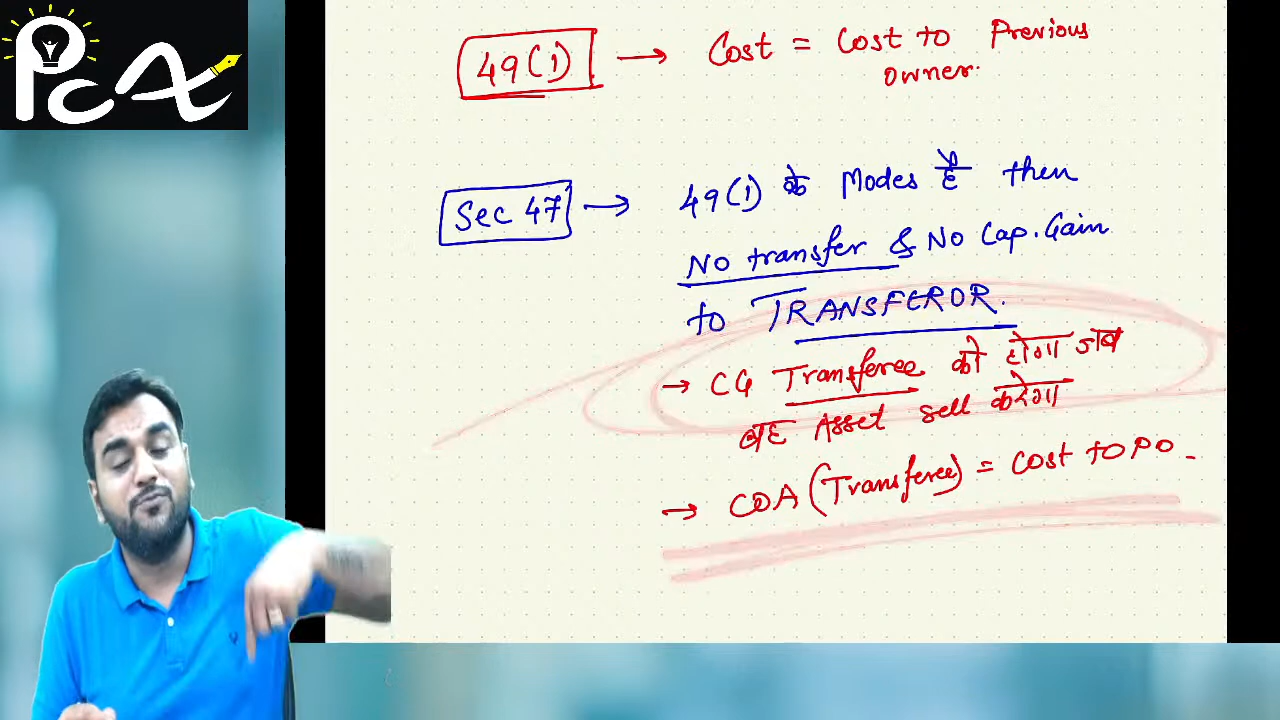 PCA
49(1) → Cost = Cost to Previous
owner.
Sec 47 → 49(1) के Modes है then
No transfer & No Cap. Gain
to TRANSFEROR.
→ CG Transferee को होगा जब
वह Asset sell करेगा
→ COA (Transferee) = Cost to PO.